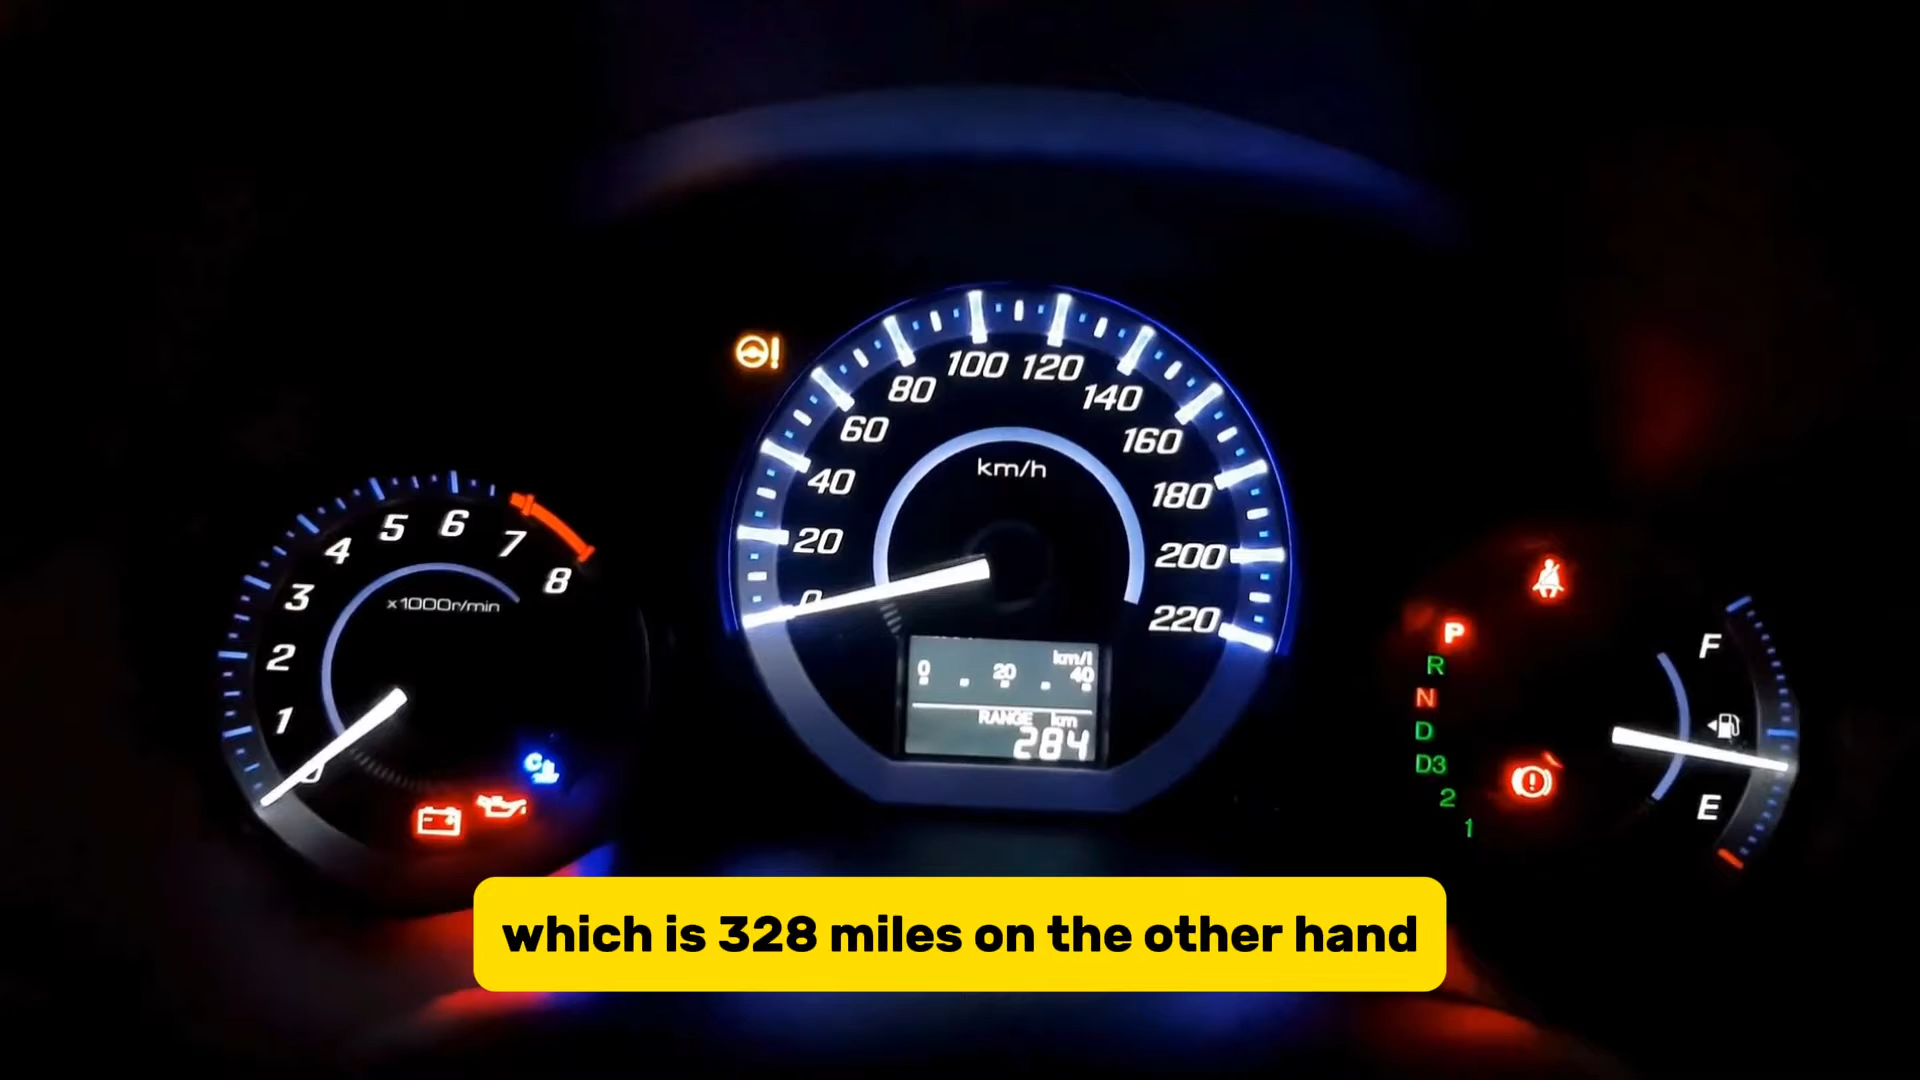 100 120
80 140
60 160
km/h
40 180
20 200
0 220
5 6 7
4 8
3
x1000r/min
2
1
0
km/l
0 20 40
RANGE km
284
P
R
N
D
D3
2
1
F
E
which is 328 miles on the other hand